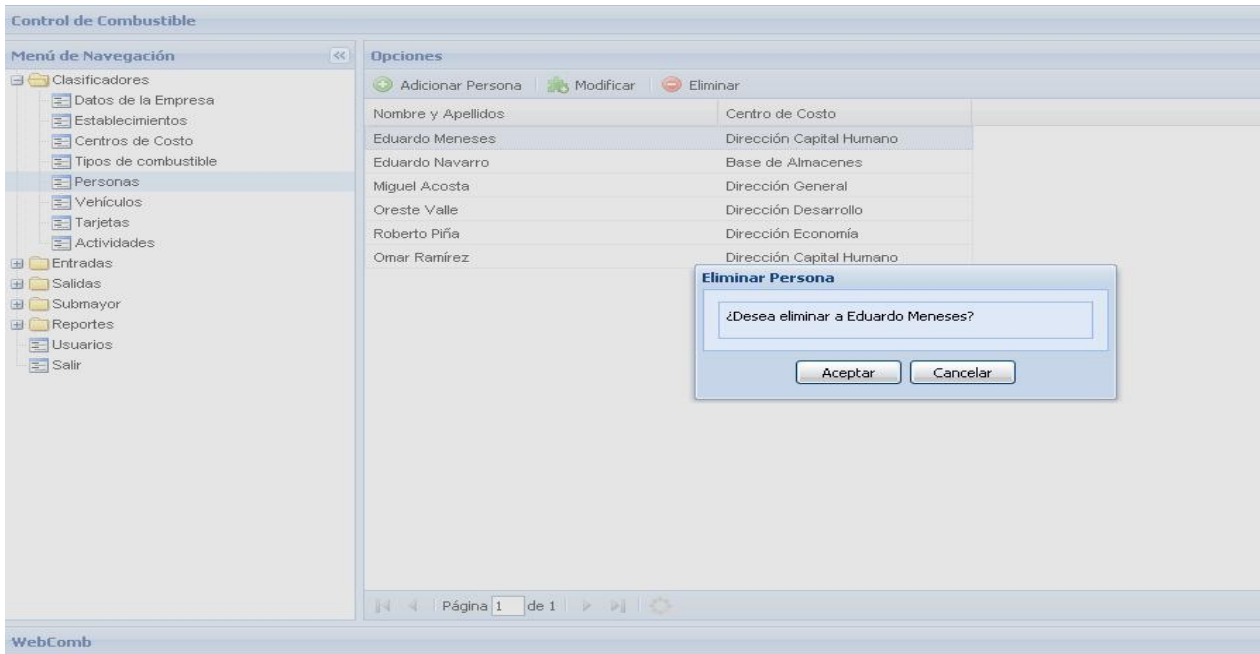 Control de Combustible
Menú de Navegación
Clasificadores
Datos de la Empresa
Establecimientos
Centros de Costo
Tipos de combustible
Personas
Vehículos
Tarjetas
Actividades
Entradas
Salidas
Submayor
Reportes
Usuarios
Salir
Opciones
Adicionar Persona Modificar Eliminar
Nombre y Apellidos Centro de Costo
Eduardo Meneses Dirección Capital Humano
Eduardo Navarro Base de Almacenes
Miguel Acosta Dirección General
Oreste Valle Dirección Desarrollo
Roberto Piña Dirección Economía
Omar Ramírez Dirección Capital Humano
Eliminar Persona
¿Desea eliminar a Eduardo Meneses?
Aceptar Cancelar
Página 1 de 1
WebComb